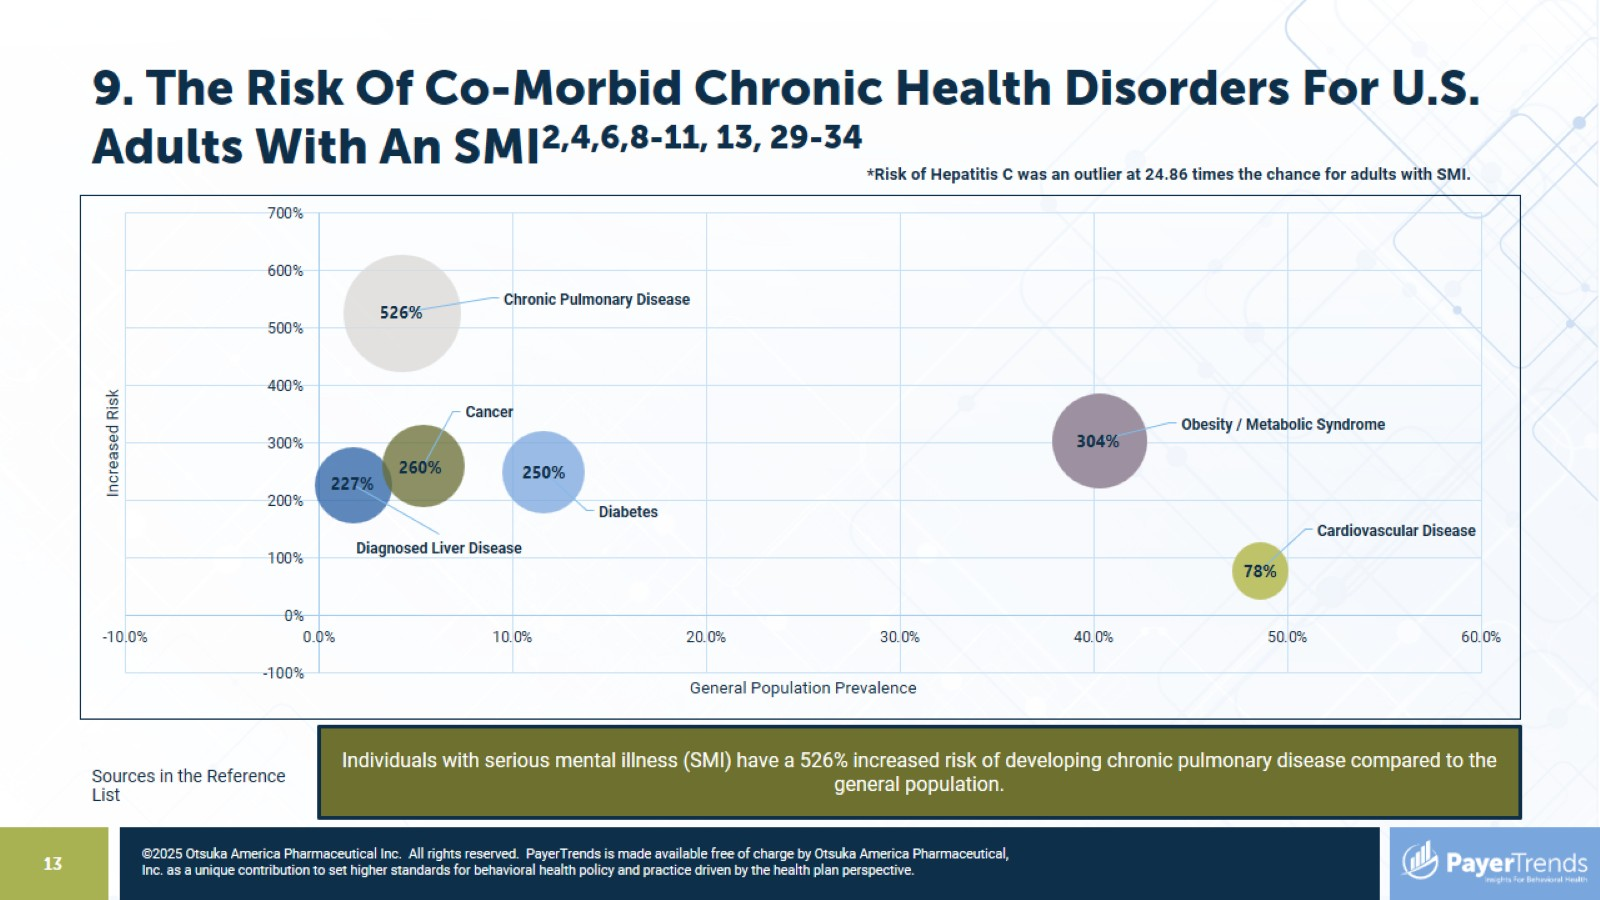 9. The Risk Of Co-Morbid Chronic Health Disorders For U.S.
Adults With An SMI2,4,6,8-11, 13, 29-34
*Risk of Hepatitis C was an outlier at 24.86 times the chance for adults with SMI.
700%
600%
526%
Chronic Pulmonary Disease
500%
400%
Increased Risk
Cancer
304%
Obesity / Metabolic Syndrome
300%
227%
260%
250%
200%
Diabetes
Diagnosed Liver Disease
Cardiovascular Disease
100%
78%
0%
-10.0%
0.0%
10.0%
20.0%
30.0%
40.0%
50.0%
60.0%
-100%
General Population Prevalence
Sources in the Reference
List
Individuals with serious mental illness (SMI) have a 526% increased risk of developing chronic pulmonary disease compared to the
general population.
13
©2025 Otsuka America Pharmaceutical Inc. All rights reserved. PayerTrends is made available free of charge by Otsuka America Pharmaceutical,
Inc. as a unique contribution to set higher standards for behavioral health policy and practice driven by the health plan perspective.
PayerTrends
Insights For Behavioral Health